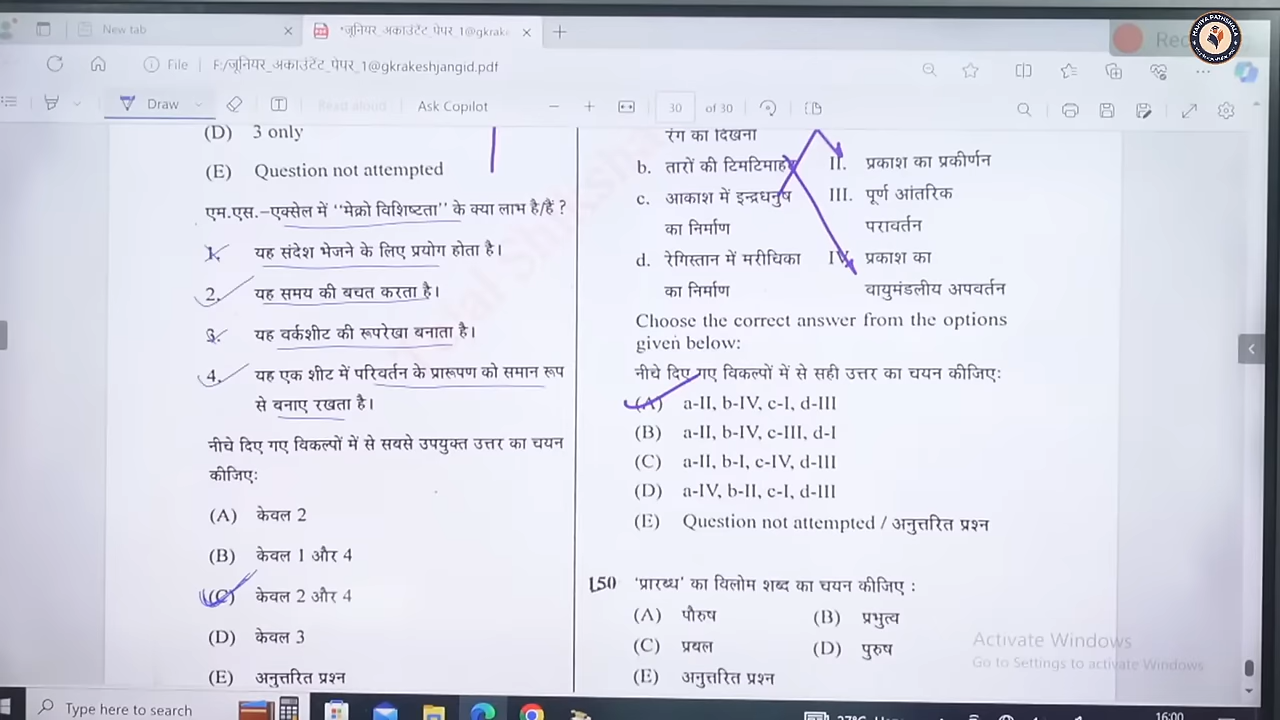 New tab
*जूनियर_अकाउंटेंट_पेपर_1@gkrake
Rec
File F:/जूनियर_अकाउंटेंट_पेपर_1@gkrakeshjangid.pdf
Draw
Read aloud
Ask Copilot
30 of 30
(D) 3 only
(E) Question not attempted
एम.एस.-एक्सेल में "मेक्रो विशिष्टता" के क्या लाभ है/हैं ?
1. यह संदेश भेजने के लिए प्रयोग होता है।
2. यह समय की बचत करता है।
3. यह वर्कशीट की रूपरेखा बनाता है।
4. यह एक शीट में परिवर्तन के प्रारूपण को समान रूप
से बनाए रखता है।
नीचे दिए गए विकल्पों में से सबसे उपयुक्त उत्तर का चयन
कीजिए:
(A) केवल 2
(B) केवल 1 और 4
(C) केवल 2 और 4
(D) केवल 3
(E) अनुत्तरित प्रश्न
रंग का दिखना
b. तारों की II. प्रकाश का प्रकीर्णन
c. आकाश में इन्द्रधनुष III. पूर्ण आंतरिक
का निर्माण परावर्तन
d. रेगिस्तान में मरीचिका IV. प्रकाश का
का निर्माण वायुमंडलीय अपवर्तन
Choose the correct answer from the options
given below:
नीचे दिए गए विकल्पों में से सही उत्तर का चयन कीजिए:
(A) a-II, b-IV, c-I, d-III
(B) a-II, b-IV, c-III, d-I
(C) a-II, b-I, c-IV, d-III
(D) a-IV, b-II, c-I, d-III
(E) Question not attempted / अनुत्तरित प्रश्न
150 'प्रारब्ध' का विलोम शब्द का चयन कीजिए :
(A) पौरुष (B) प्रभुत्व
(C) प्रबल (D) पुरुष
(E) अनुत्तरित प्रश्न
Activate Windows
Go to Settings to activate Windows.
Type here to search
16:00